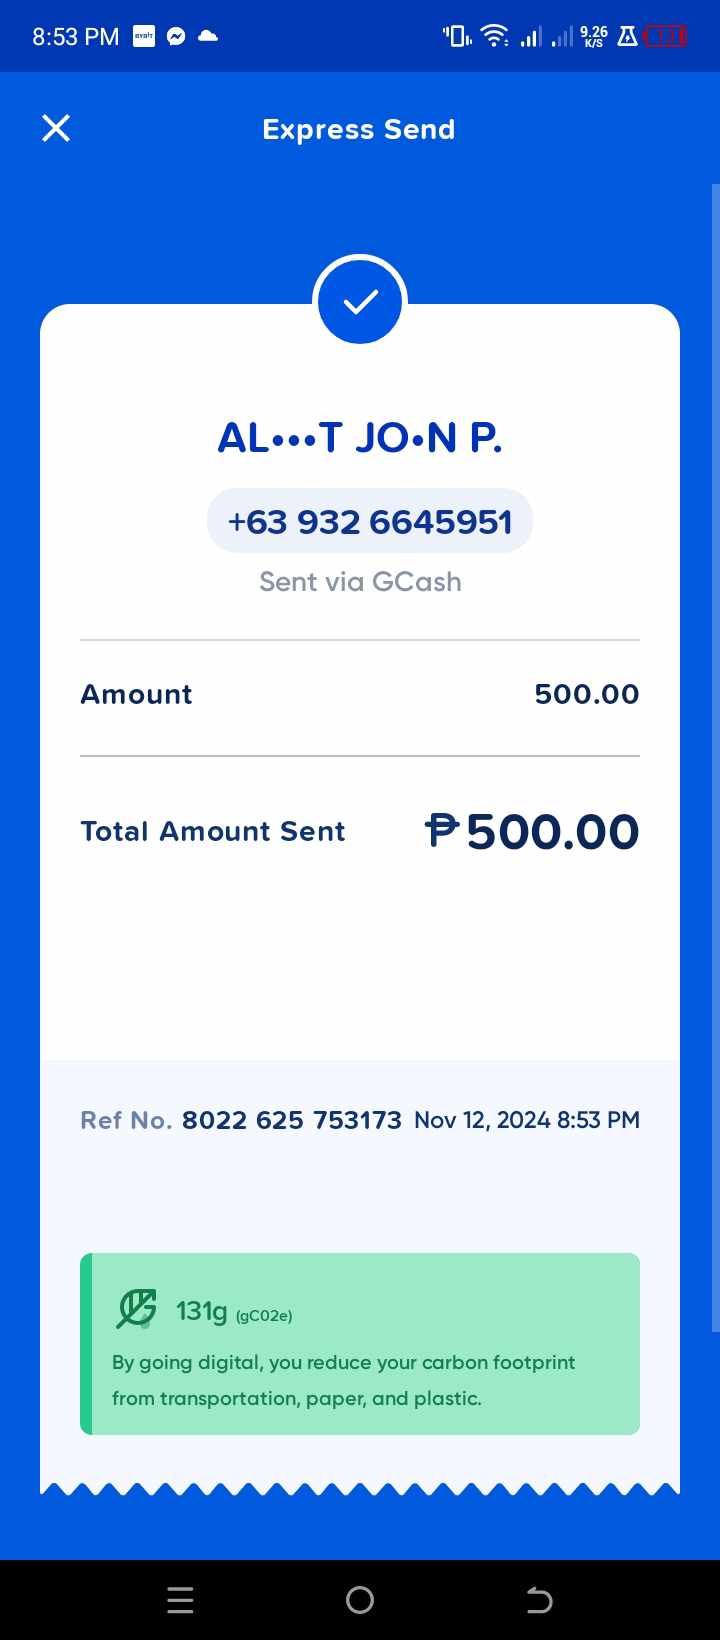 8:53 PM BYBIT 9.26 K/S
Express Send
AL•••T JO•N P.
+63 932 6645951
Sent via GCash
Amount 500.00
Total Amount Sent ₱500.00
Ref No. 8022 625 753173 Nov 12, 2024 8:53 PM
131g (gC02e)
By going digital, you reduce your carbon footprint
from transportation, paper, and plastic.